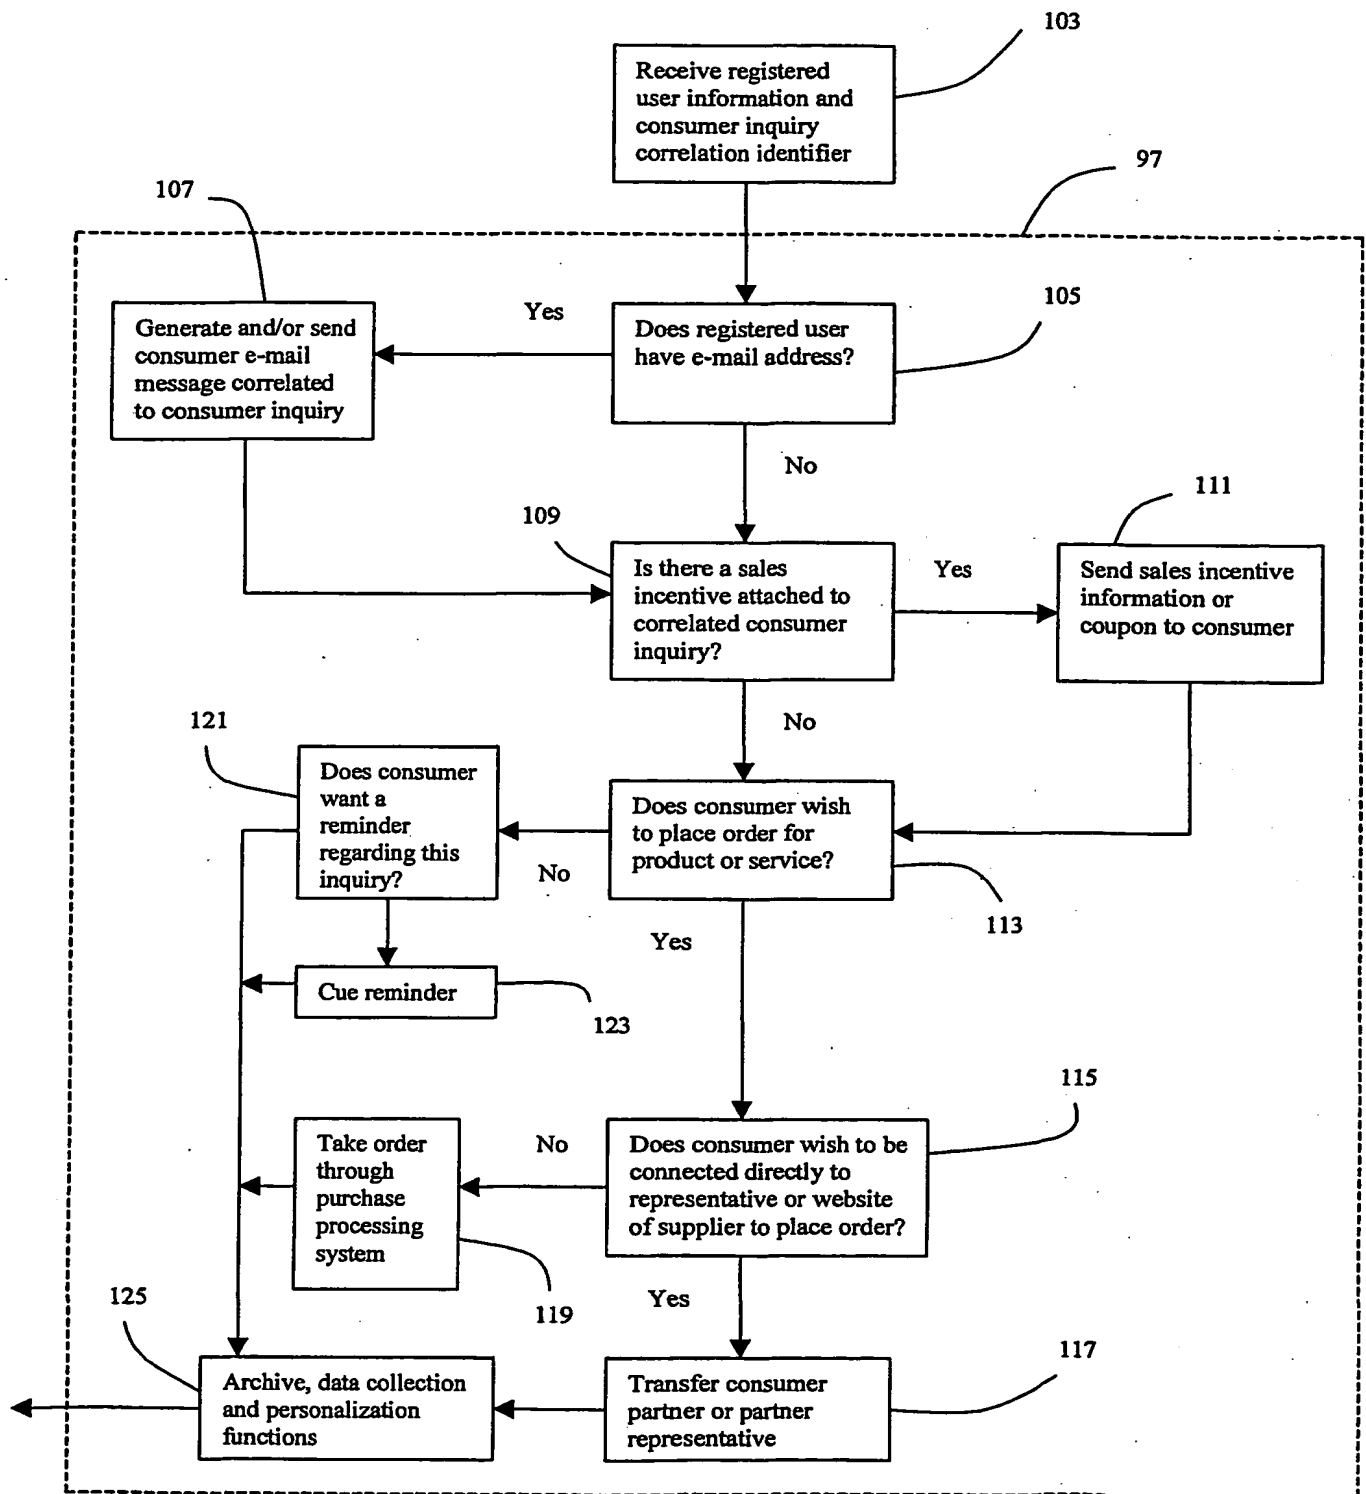 103
Receive registered
user information and
consumer inquiry
correlation identifier
97
107
105
Yes
Generate and/or send
consumer e-mail
message correlated
to consumer inquiry
Does registered user
have e-mail address?
No
111
109
Is there a sales
incentive attached to
correlated consumer
inquiry?
Yes
Send sales incentive
information or
coupon to consumer
No
121
Does consumer
want a
reminder
regarding this
inquiry?
Does consumer wish
to place order for
product or service?
No
113
Yes
Cue reminder
123
115
Take order
through
purchase
processing
system
No
Does consumer wish to be
connected directly to
representative or website
of supplier to place order?
119
Yes
125
117
Archive, data collection
and personalization
functions
Transfer consumer
partner or partner
representative